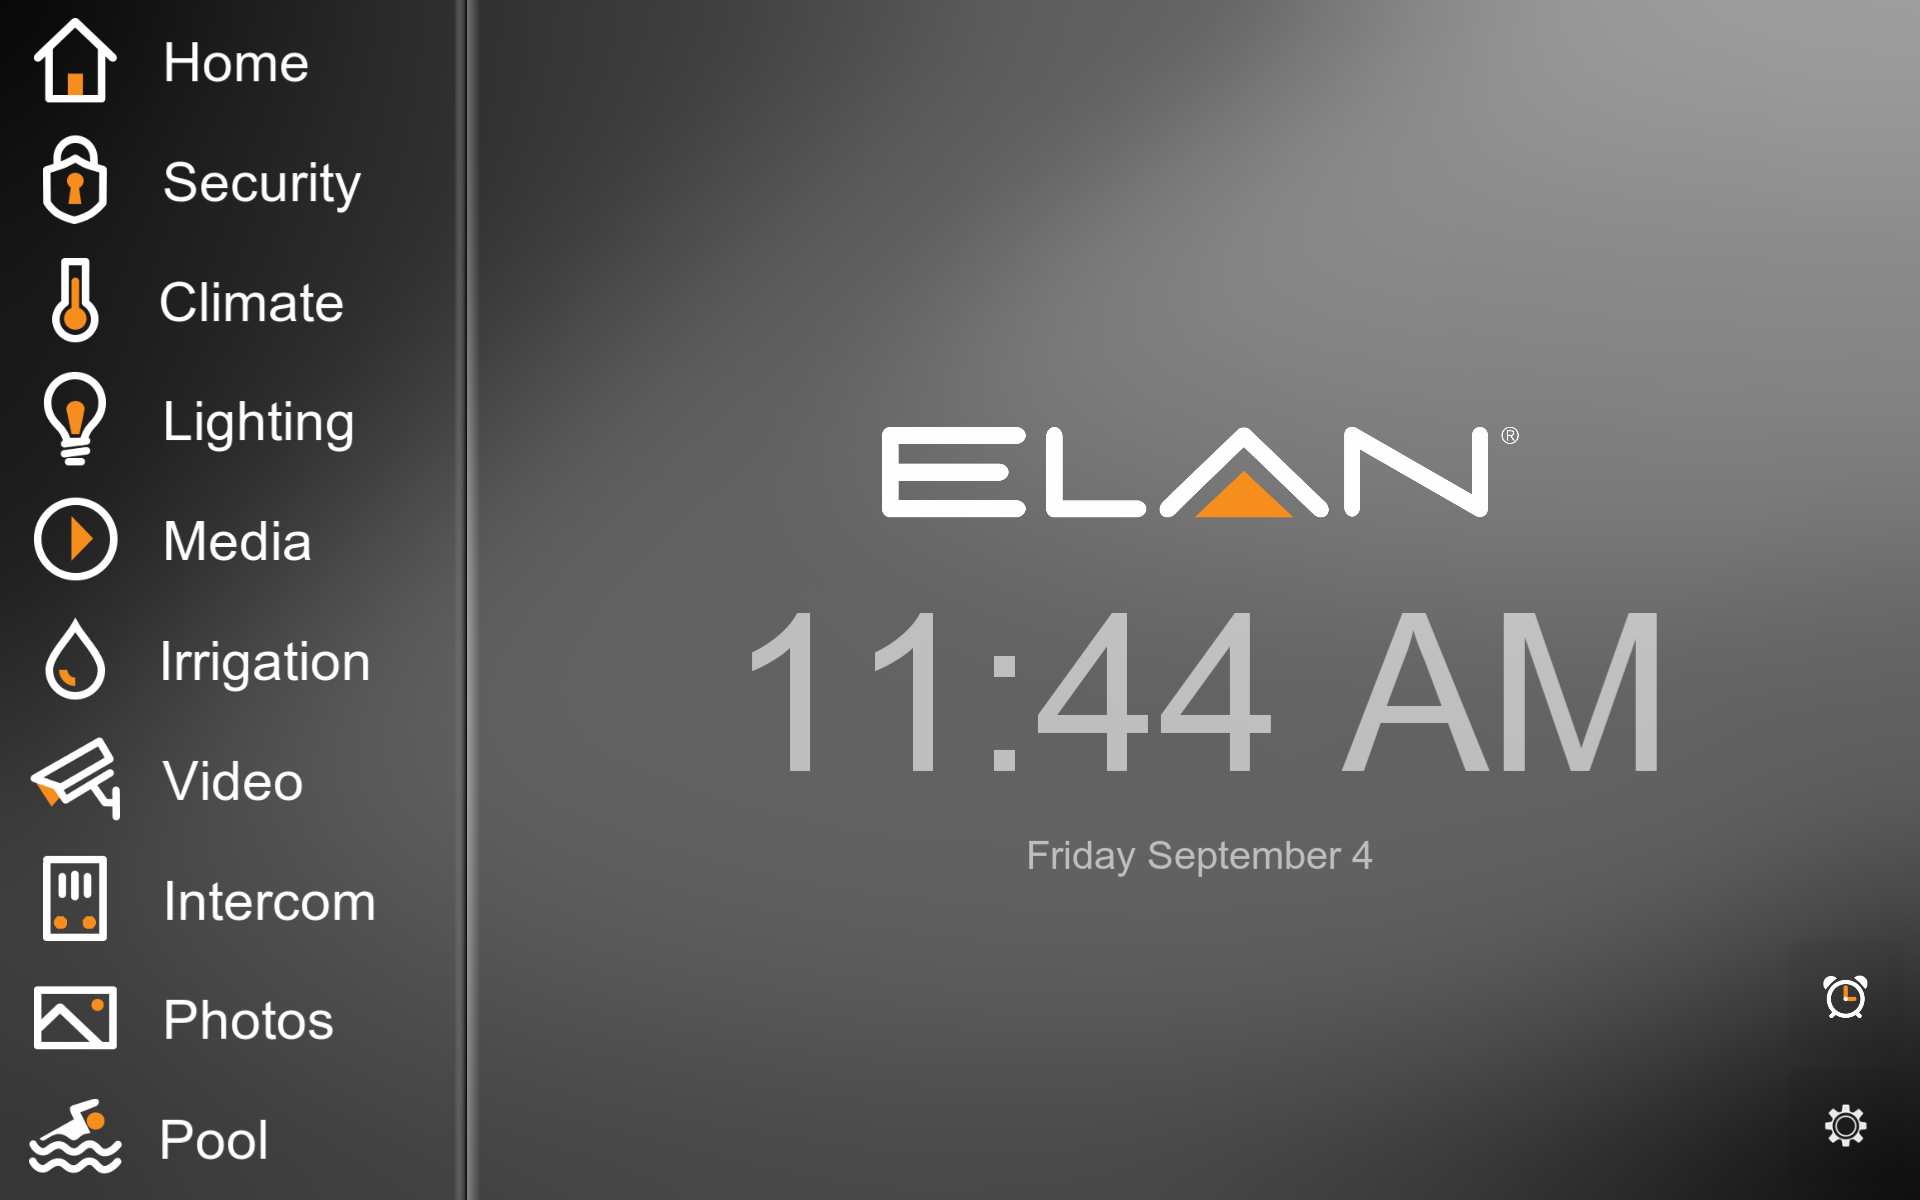 Home
Security
Climate
Lighting
Media
Irrigation
Video
Intercom
Photos
Pool
ELAN®
11:44 AM
Friday September 4